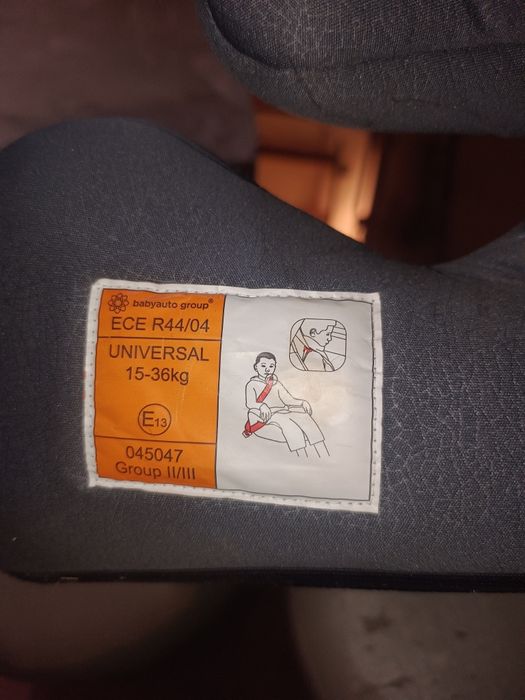 babyauto group®
ECE R44/04
UNIVERSAL
15-36kg
E13
045047
Group II/III